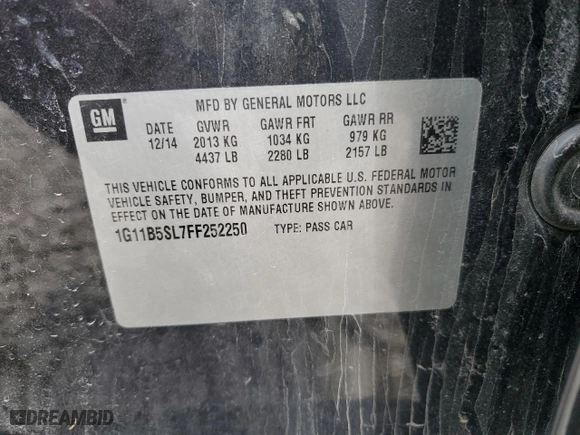 GM
MFD BY GENERAL MOTORS LLC
DATE GVWR GAWR FRT GAWR RR
12/14 2013 KG 1034 KG 979 KG
4437 LB 2280 LB 2157 LB
THIS VEHICLE CONFORMS TO ALL APPLICABLE U.S. FEDERAL MOTOR
VEHICLE SAFETY, BUMPER, AND THEFT PREVENTION STANDARDS IN
EFFECT ON THE DATE OF MANUFACTURE SHOWN ABOVE.
1G11B5SL7FF252250 TYPE: PASS CAR
DREAMBID